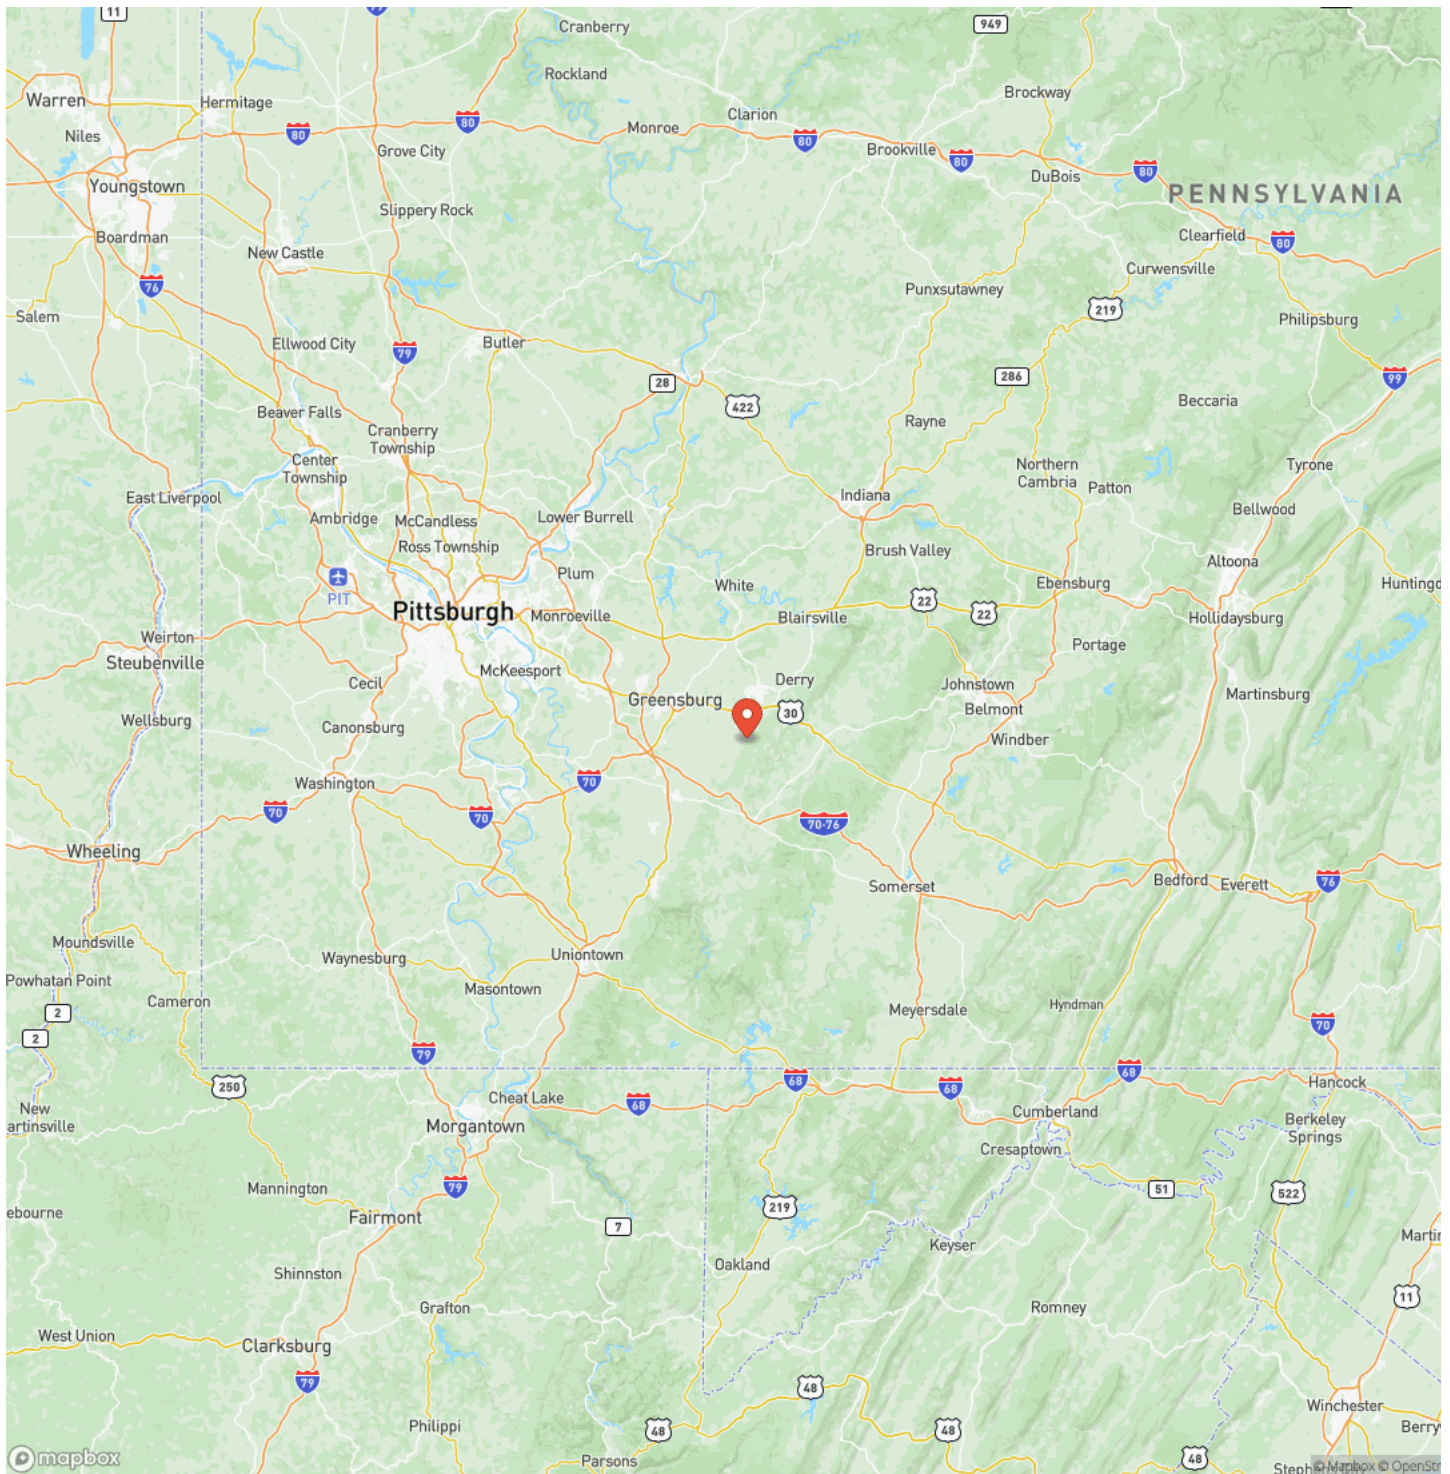 11
949
Cranberry
Rockland
Brockway
Warren
Hermitage
Clarion
Niles
80
80
Monroe
80
Grove City
Brookville
80
80
DuBois
Youngstown
PENNSYLVANIA
Slippery Rock
Boardman
Clearfield
80
New Castle
Curwensville
76
Punxsutawney
219
Salem
Philipsburg
Ellwood City
79
Butler
28
286
99
422
Beccaria
Beaver Falls
Cranberry
Township
Rayne
Center
Township
Northern
Cambria
Tyrone
East Liverpool
Indiana
Patton
Ambridge
McCandless
Lower Burrell
Bellwood
Ross Township
Brush Valley
Altoona
PIT
Plum
White
Ebensburg
Huntingd
Pittsburgh
Monroeville
22
22
Blairsville
Hollidaysburg
Weirton
Steubenville
McKeesport
Portage
Cecil
Derry
Johnstown
Martinsburg
Greensburg
30
Belmont
Wellsburg
Canonsburg
Windber
Washington
70
70
70
70-76
Wheeling
Somerset
Bedford
Everett
76
Moundsville
Waynesburg
Uniontown
Powhatan Point
Masontown
Cameron
2
Meyersdale
Hyndman
2
79
70
250
68
68
68
Hancock
New
artinsville
Cheat Lake
68
Cumberland
Morgantown
Berkeley
Springs
Cresaptown
Mannington
79
51
522
ebourne
Fairmont
7
219
Keyser
Martin
Shinnston
Oakland
Grafton
Romney
11
West Union
Clarksburg
79
48
Winchester
Philippi
48
48
Berry
Parsons
48
Steph
mapbox
© Mapbox © OpenStr